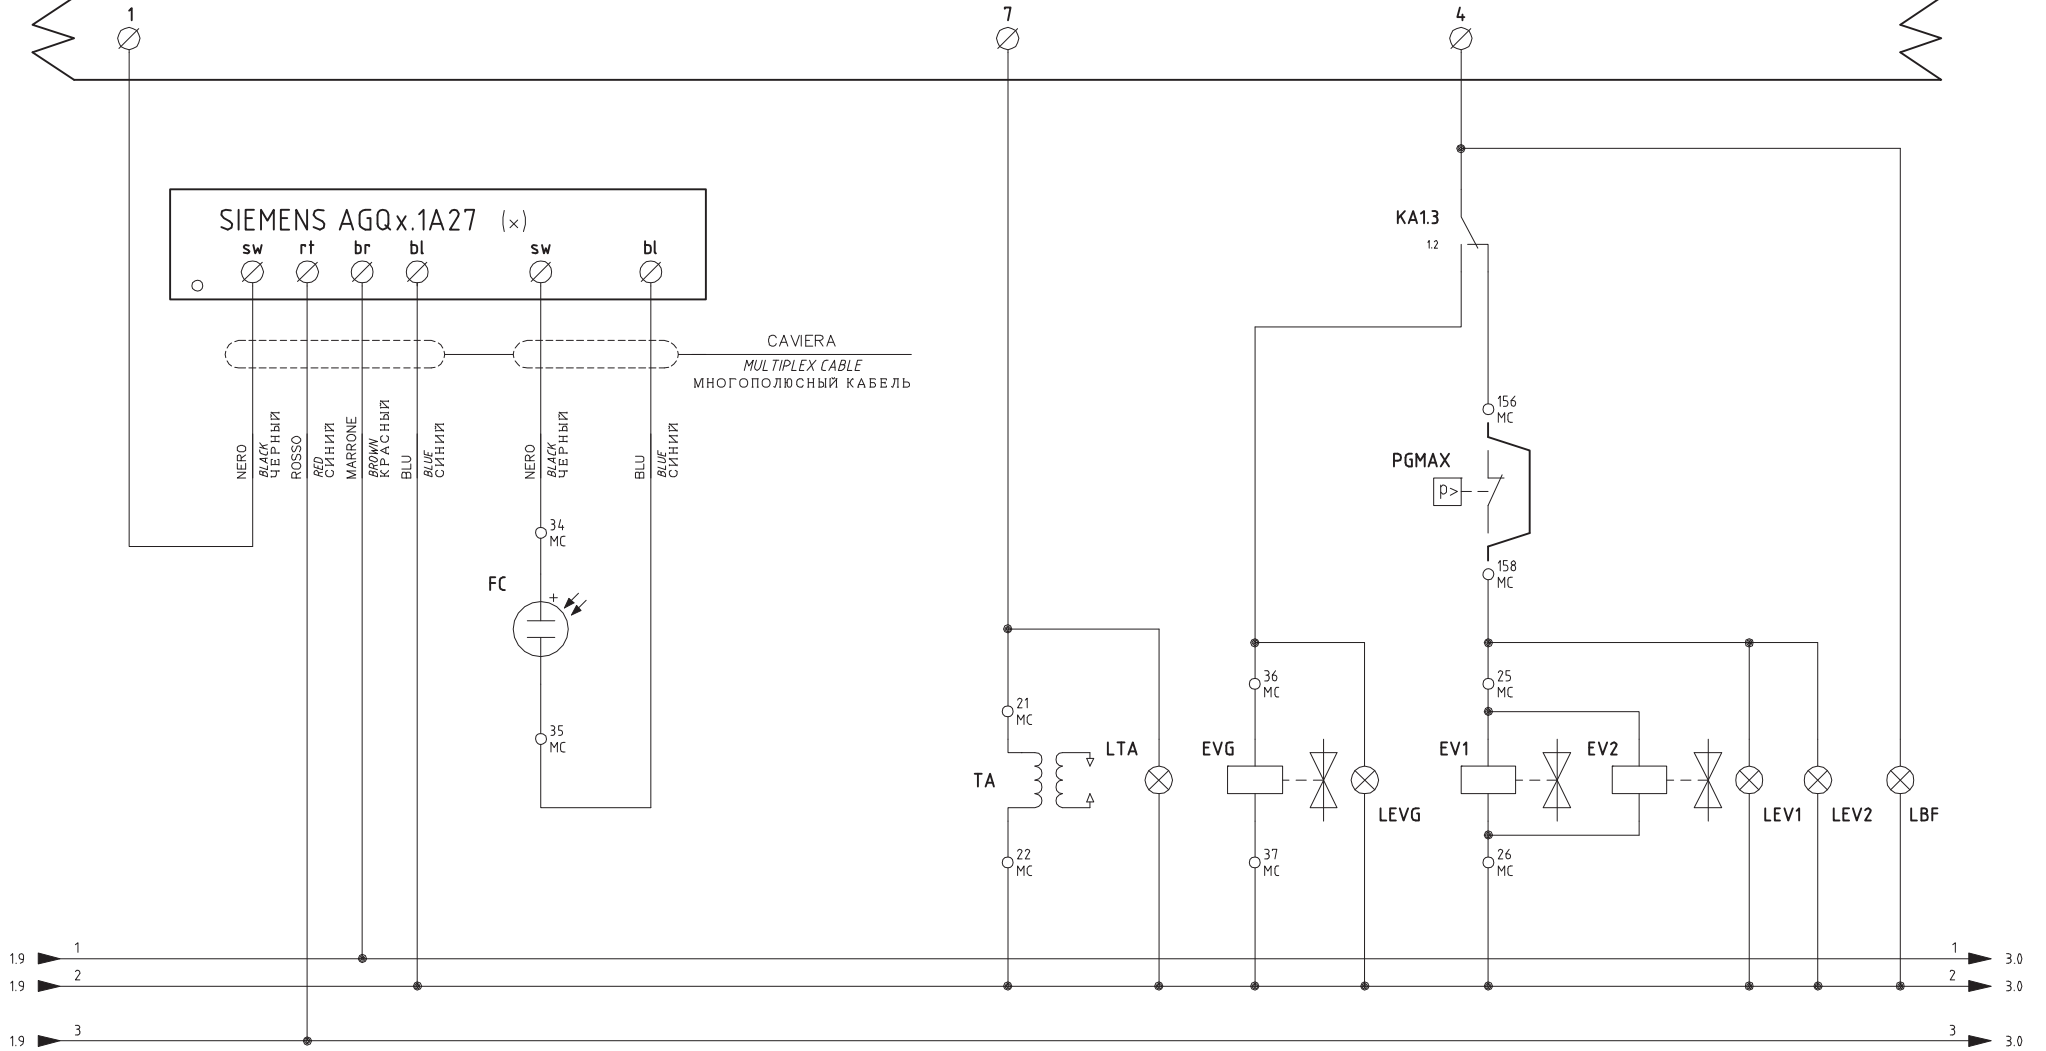 1
7
4
SIEMENS AGQx.1A27 (x)
sw rt br bl sw bl
KA1.3
1.2
CAVIERA
MULTIPLEX CABLE
МНОГОПОЛЮСНЫЙ КАБЕЛЬ
NERO
BLACK
ЧЕРНЫЙ
ROSSO
RED
СИНИЙ
MARRONE
BROWN
КРАСНЫЙ
BLU
BLUE
СИНИЙ
NERO
BLACK
ЧЕРНЫЙ
BLU
BLUE
СИНИЙ
156
MC
PGMAX
p>
158
MC
34
MC
FC
+
35
MC
21
MC
TA
LTA
22
MC
36
MC
EVG
LEVG
37
MC
25
MC
EV1
EV2
LEV1
LEV2
LBF
26
MC
1.9 1 1 3.0
1.9 2 2 3.0
1.9 3 3 3.0